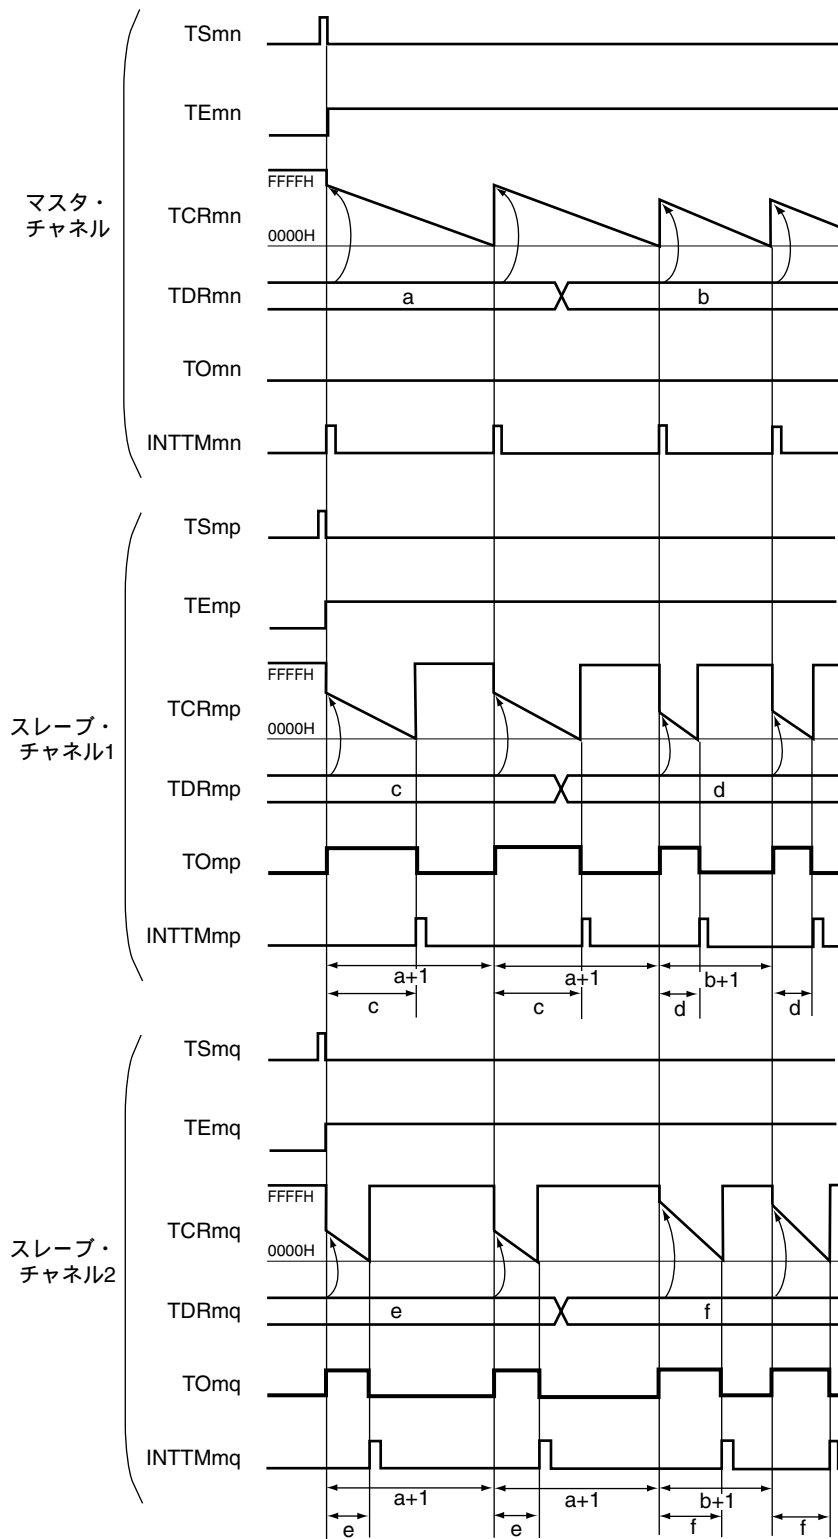 TSmn
TEmn
マスタ・
チャネル
FFFFH
TCRmn
0000H
TDRmn
a
b
TOmn
INTTMmn
TSmp
TEmp
スレーブ・
チャネル1
FFFFH
TCRmp
0000H
TDRmp
c
d
TOmp
INTTMmp
a+1
a+1
b+1
c
c
d
d
TSmq
TEmq
スレーブ・
チャネル2
FFFFH
TCRmq
0000H
TDRmq
e
f
TOmq
INTTMmq
a+1
a+1
b+1
e
e
f
f